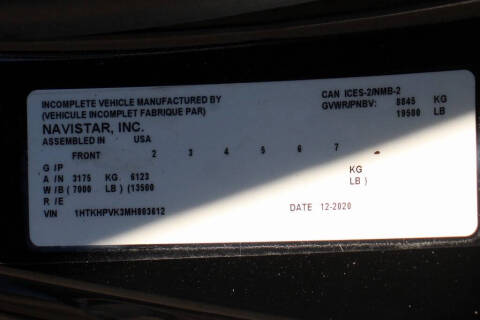 INCOMPLETE VEHICLE MANUFACTURED BY
(VEHICULE INCOMPLET FABRIQUE PAR)
NAVISTAR, INC.
ASSEMBLED IN USA
CAN ICES-2/NMB-2
GVWR/PNBV: 8845 KG
19500 LB
FRONT 2 3 4 5 6 7
G / P
A / N 3175 KG 6123 KG
W / B ( 7000 LB ) (13500 LB )
R / E
VIN 1HTKHPVK3MH803612
DATE 12-2020